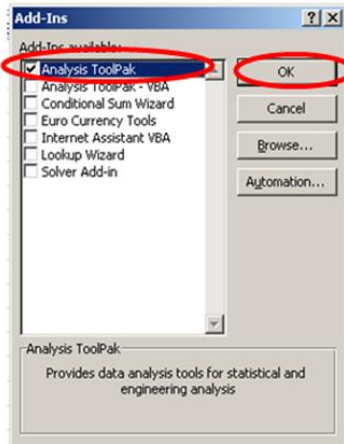 Add-Ins
Add-Ins available:
Analysis ToolPak
Analysis ToolPak - VBA
Conditional Sum Wizard
Euro Currency Tools
Internet Assistant VBA
Lookup Wizard
Solver Add-in
OK
Cancel
Browse...
Automation...
Analysis ToolPak
Provides data analysis tools for statistical and
engineering analysis